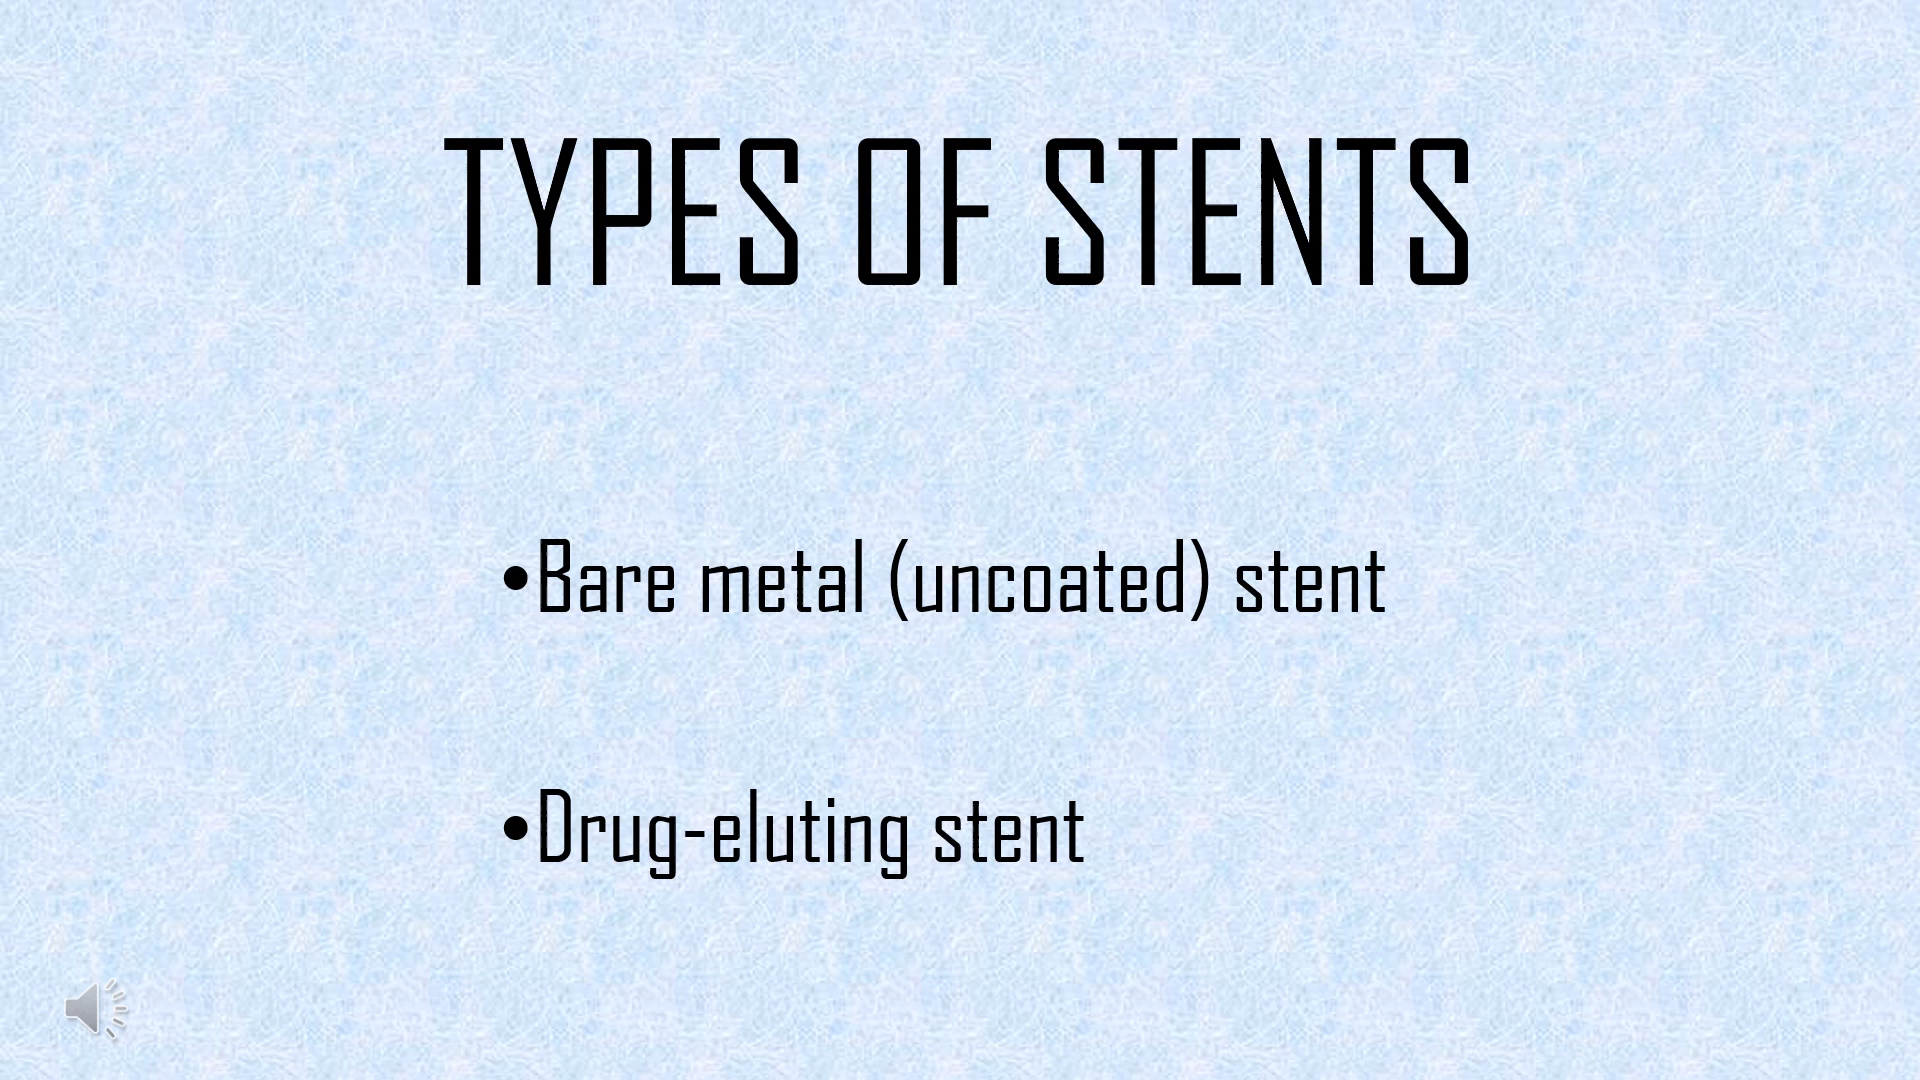 TYPES OF STENTS
•Bare metal (uncoated) stent
•Drug-eluting stent